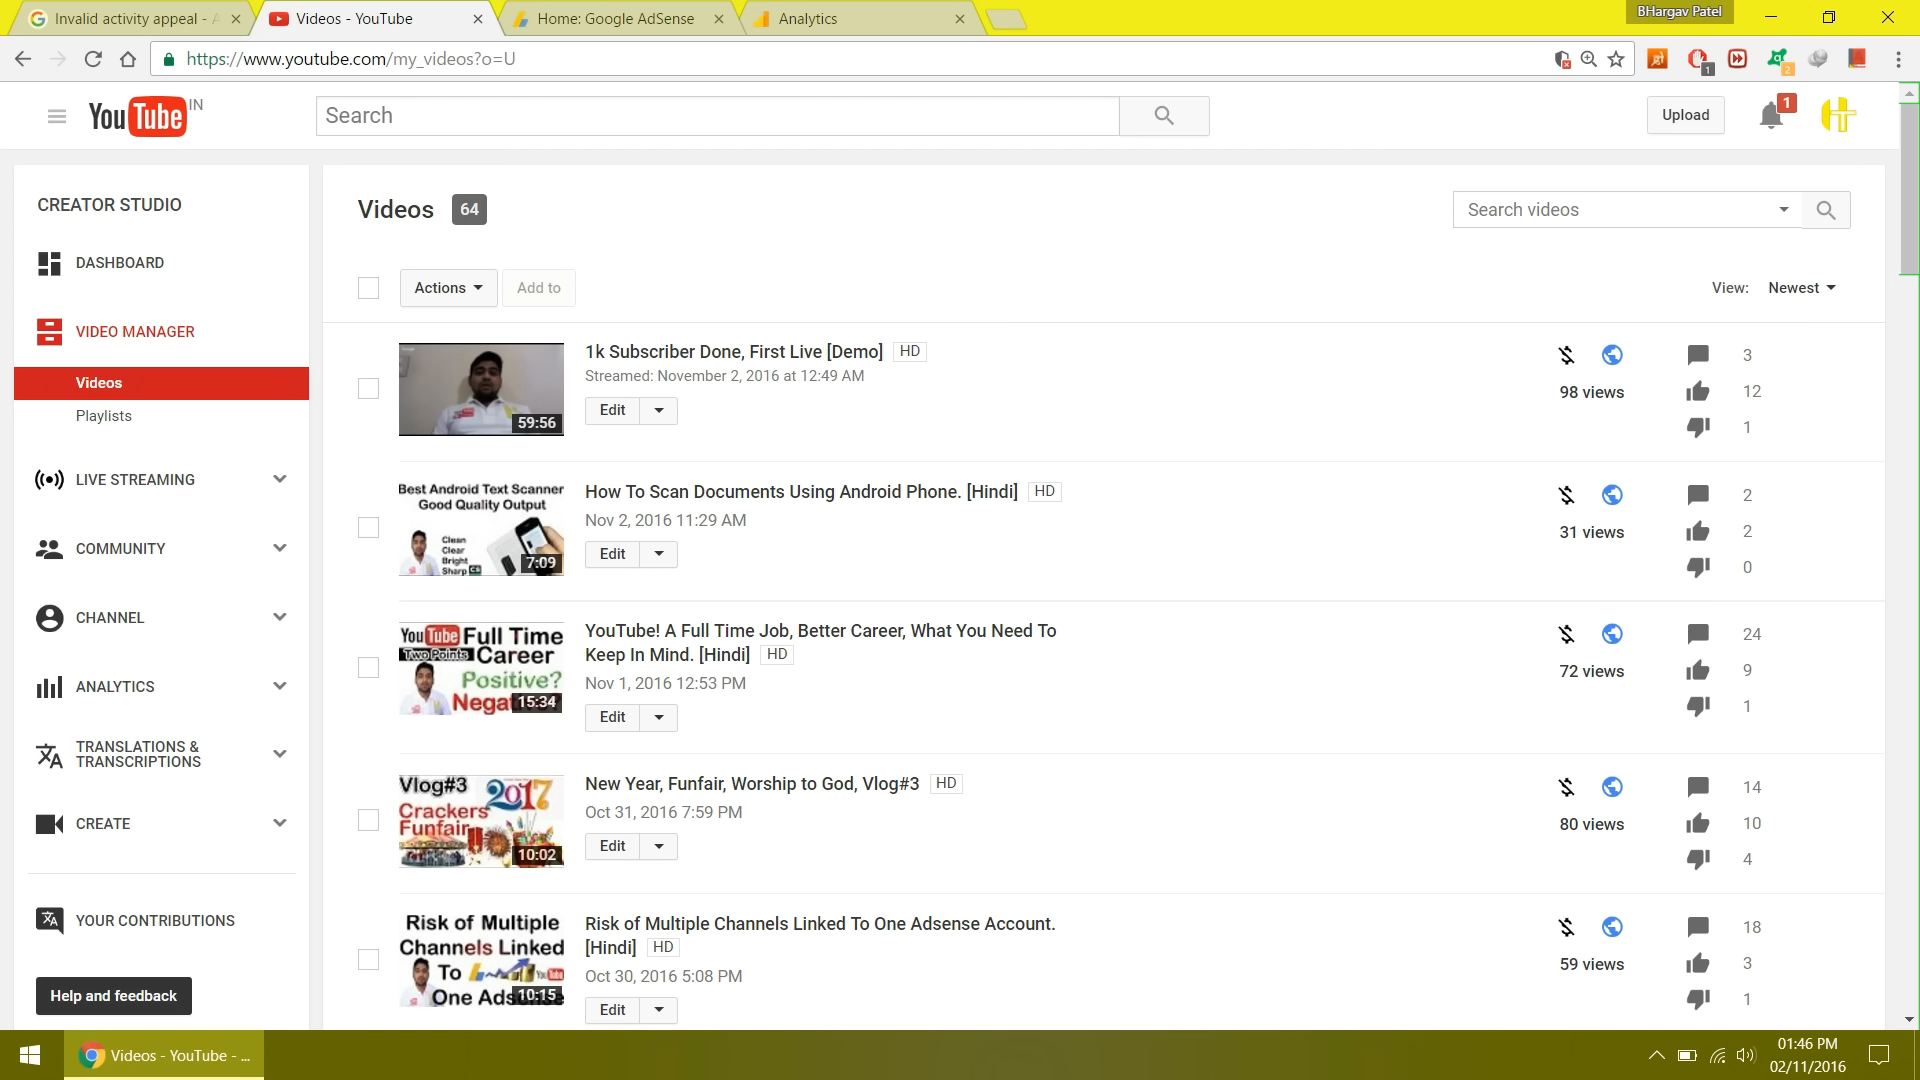 Invalid activity appeal - A
Videos - YouTube
Home: Google AdSense
Analytics
BHargav Patel
https://www.youtube.com/my_videos?o=U
1
2
YouTube IN
Search
Upload
1
CREATOR STUDIO
DASHBOARD
VIDEO MANAGER
Videos
Playlists
LIVE STREAMING
COMMUNITY
CHANNEL
ANALYTICS
TRANSLATIONS &
TRANSCRIPTIONS
CREATE
YOUR CONTRIBUTIONS
Help and feedback
Videos 64
Search videos
Actions
Add to
View: Newest
59:56
1k Subscriber Done, First Live [Demo] HD
Streamed: November 2, 2016 at 12:49 AM
Edit
98 views
3
12
1
Best Android Text Scanner
Good Quality Output
Clean
Clear
Bright
Sharp CS
7:09
How To Scan Documents Using Android Phone. [Hindi] HD
Nov 2, 2016 11:29 AM
Edit
31 views
2
2
0
YouTube Full Time
Two Points Career
Positive?
Negat
15:34
YouTube! A Full Time Job, Better Career, What You Need To
Keep In Mind. [Hindi] HD
Nov 1, 2016 12:53 PM
Edit
72 views
24
9
1
Vlog#3 2017
Crackers
Funfair
10:02
New Year, Funfair, Worship to God, Vlog#3 HD
Oct 31, 2016 7:59 PM
Edit
80 views
14
10
4
Risk of Multiple
Channels Linked
To
One Adsense
10:15
Risk of Multiple Channels Linked To One Adsense Account.
[Hindi] HD
Oct 30, 2016 5:08 PM
Edit
59 views
18
3
1
Videos - YouTube - ...
01:46 PM
02/11/2016